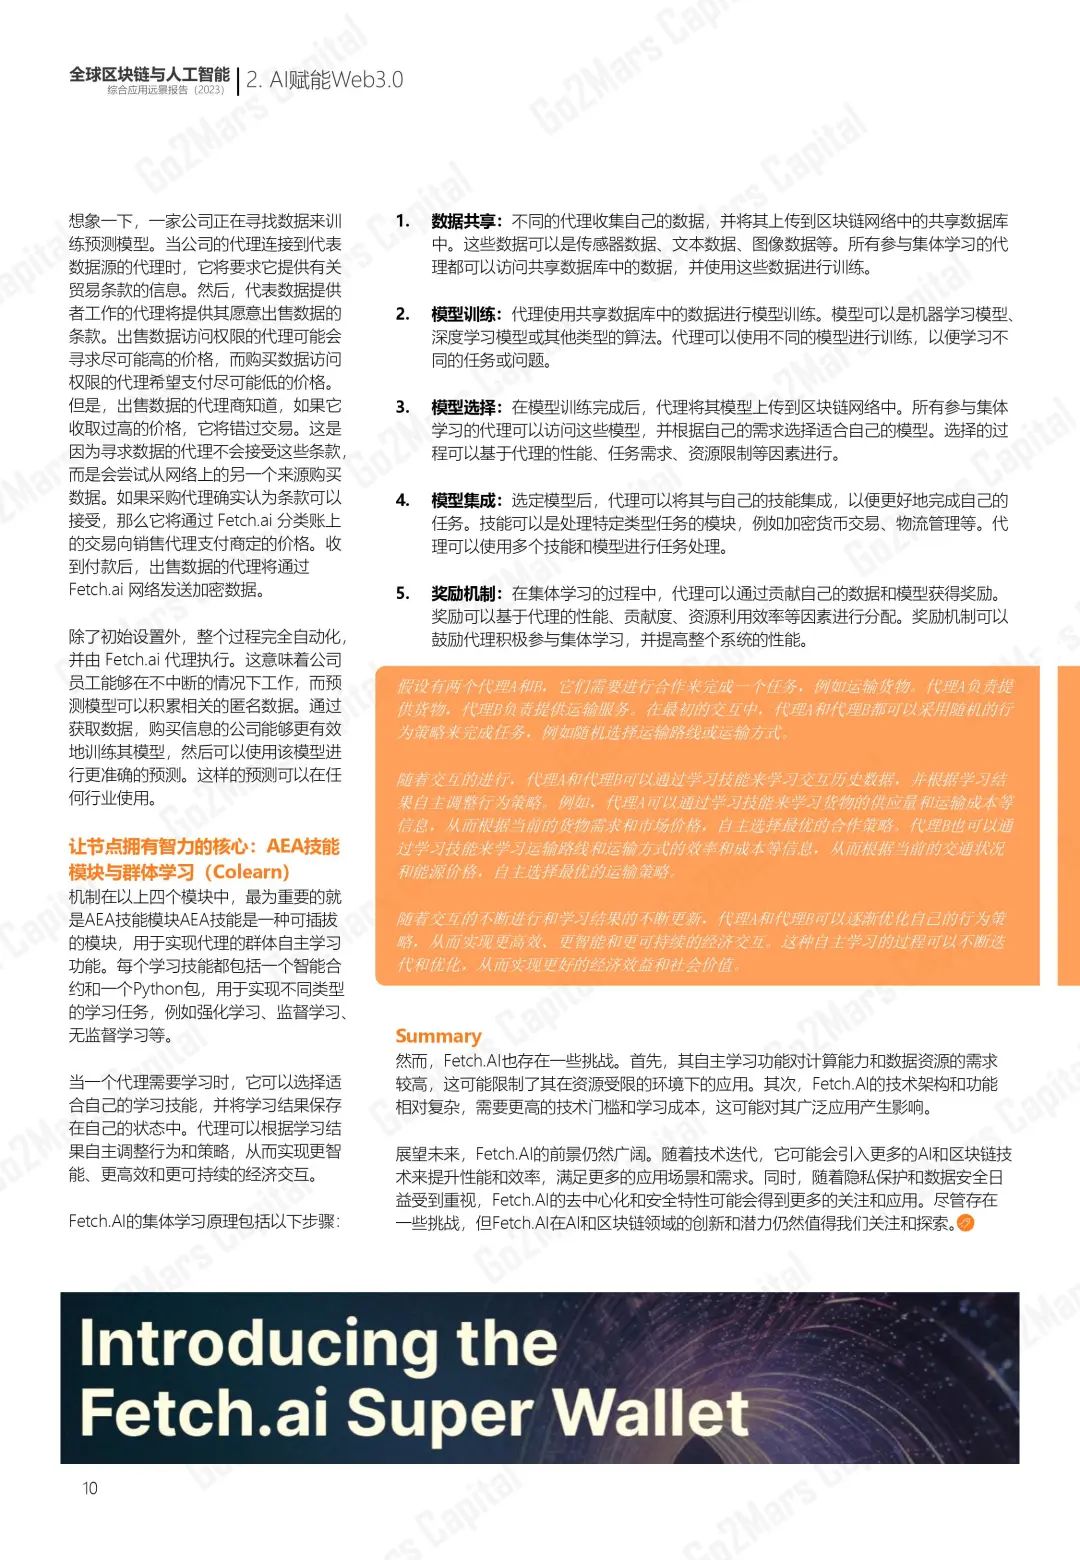 全球区块链与人工智能
综合应用远景报告（2023）
2. AI赋能Web3.0
想象一下，一家公司正在寻找数据来训
练预测模型。当公司的代理连接到代表
数据源的代理时，它将要求它提供有关
贸易条款的信息。然后，代表数据提供
者工作的代理将提供其愿意出售数据的
条款。出售数据访问权限的代理可能会
寻求尽可能高的价格，而购买数据访问
权限的代理希望支付尽可能低的价格。
但是，出售数据的代理商知道，如果它
收取过高的价格，它将错过交易。这是
因为寻求数据的代理不会接受这些条款，
而是会尝试从网络上的另一个来源购买
数据。如果采购代理确实认为条款可以
接受，那么它将通过 Fetch.ai 分类账上
的交易向销售代理支付商定的价格。收
到付款后，出售数据的代理将通过
Fetch.ai 网络发送加密数据。
除了初始设置外，整个过程完全自动化，
并由 Fetch.ai 代理执行。这意味着公司
员工能够在不中断的情况下工作，而预
测模型可以积累相关的匿名数据。通过
获取数据，购买信息的公司能够更有效
地训练其模型，然后可以使用该模型进
行更准确的预测。这样的预测可以在任
何行业使用。
让节点拥有智力的核心：AEA技能
模块与群体学习（Colearn）
机制在以上四个模块中，最为重要的就
是AEA技能模块AEA技能是一种可插拔
的模块，用于实现代理的群体自主学习
功能。每个学习技能都包括一个智能合
约和一个Python包，用于实现不同类型
的学习任务，例如强化学习、监督学习、
无监督学习等。
当一个代理需要学习时，它可以选择适
合自己的学习技能，并将学习结果保存
在自己的状态中。代理可以根据学习结
果自主调整行为和策略，从而实现更智
能、更高效和更可持续的经济交互。
Fetch.AI的集体学习原理包括以下步骤：
1. 数据共享：不同的代理收集自己的数据，并将其上传到区块链网络中的共享数据库
中。这些数据可以是传感器数据、文本数据、图像数据等。所有参与集体学习的代
理都可以访问共享数据库中的数据，并使用这些数据进行训练。
2. 模型训练：代理使用共享数据库中的数据进行模型训练。模型可以是机器学习模型、
深度学习模型或其他类型的算法。代理可以使用不同的模型进行训练，以便学习不
同的任务或问题。
3. 模型选择：在模型训练完成后，代理将其模型上传到区块链网络中。所有参与集体
学习的代理可以访问这些模型，并根据自己的需求选择适合自己的模型。选择的过
程可以基于代理的性能、任务需求、资源限制等因素进行。
4. 模型集成：选定模型后，代理可以将其与自己的技能集成，以便更好地完成自己的
任务。技能可以是处理特定类型任务的模块，例如加密货币交易、物流管理等。代
理可以使用多个技能和模型进行任务处理。
5. 奖励机制：在集体学习的过程中，代理可以通过贡献自己的数据和模型获得奖励。
奖励可以基于代理的性能、贡献度、资源利用效率等因素进行分配。奖励机制可以
鼓励代理积极参与集体学习，并提高整个系统的性能。
假设有两个代理A和B，它们需要进行合作来完成一个任务，例如运输货物。代理A负责提
供货物，代理B负责提供运输服务。在最初的交互中，代理A和代理B都可以采用随机的行
为策略来完成任务，例如随机选择运输路线或运输方式。
随着交互的进行，代理A和代理B可以通过学习技能来学习交互历史数据，并根据学习结
果自主调整行为策略。例如，代理A可以通过学习技能来学习货物的供应量和运输成本等
信息，从而根据当前的货物需求和市场价格，自主选择最优的合作策略。代理B也可以通
过学习技能来学习运输路线和运输方式的效率和成本等信息，从而根据当前的交通状况
和能源价格，自主选择最优的运输策略。
随着交互的不断进行和学习结果的不断更新，代理A和代理B可以逐渐优化自己的行为策
略，从而实现更高效、更智能和更可持续的经济交互。这种自主学习的过程可以不断迭
代和优化，从而实现更好的经济效益和社会价值。
Summary
然而，Fetch.AI也存在一些挑战。首先，其自主学习功能对计算能力和数据资源的需求
较高，这可能限制了其在资源受限的环境下的应用。其次，Fetch.AI的技术架构和功能
相对复杂，需要更高的技术门槛和学习成本，这可能对其广泛应用产生影响。
展望未来，Fetch.AI的前景仍然广阔。随着技术迭代，它可能会引入更多的AI和区块链技
术来提升性能和效率，满足更多的应用场景和需求。同时，随着隐私保护和数据安全日
益受到重视，Fetch.AI的去中心化和安全特性可能会得到更多的关注和应用。尽管存在
一些挑战，但Fetch.AI在AI和区块链领域的创新和潜力仍然值得我们关注和探索。
Introducing the
Fetch.ai Super Wallet
10
Go2Mars Capital